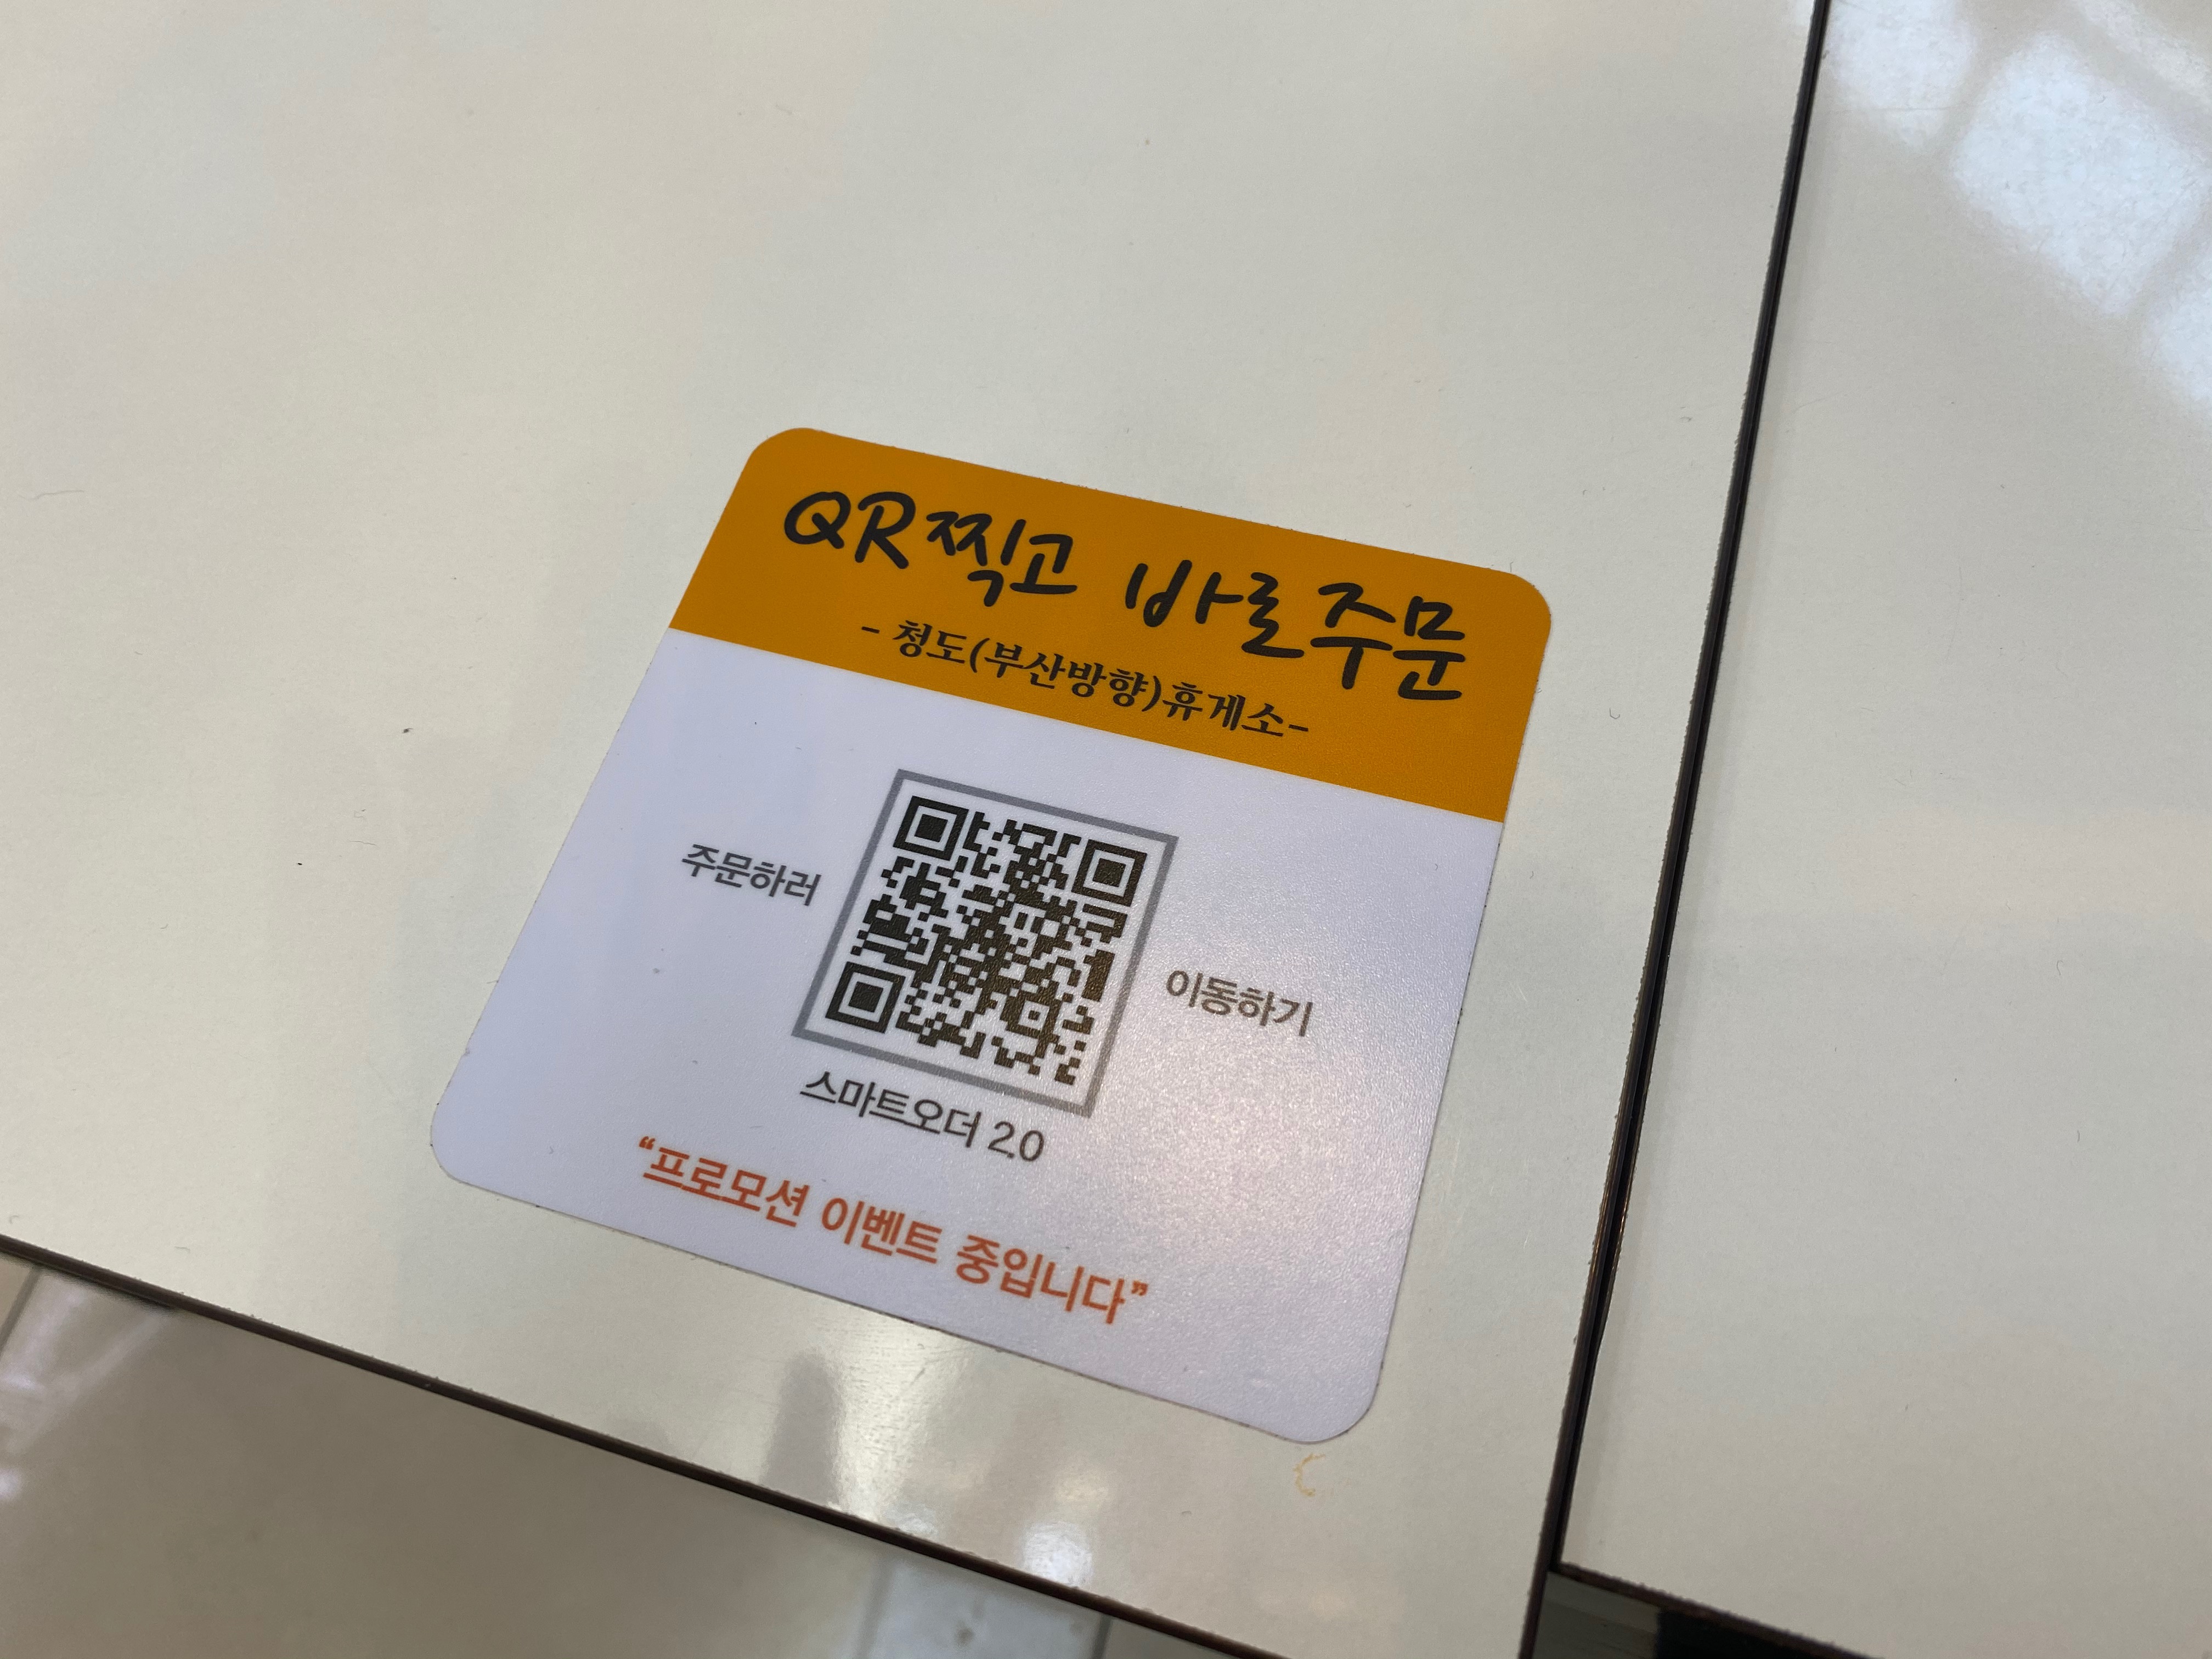 QR찍고 바로주문
- 청도(부산방향)휴게소-
주문하러
이동하기
스마트오더 2.0
“프로모션 이벤트 중입니다”